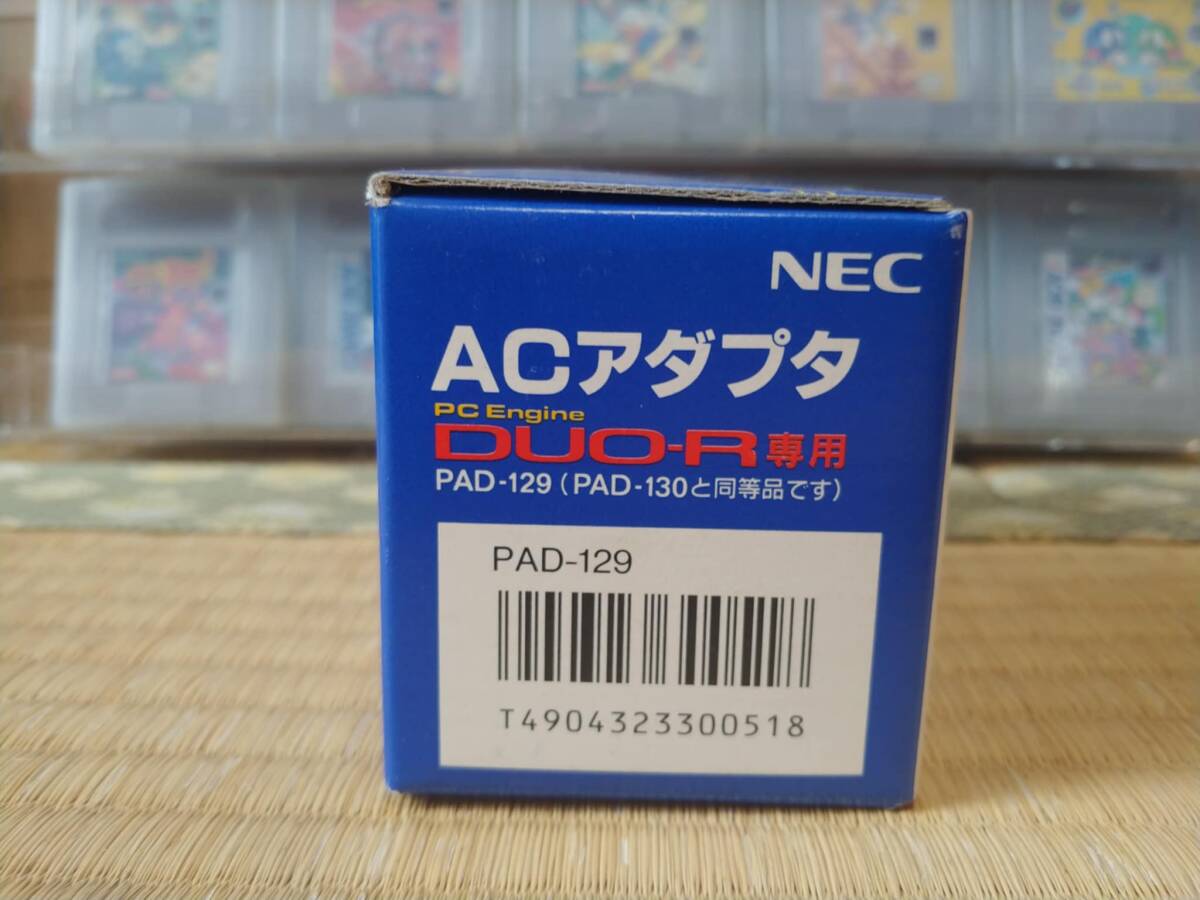 NEC
ACアダプタ
PC Engine
DUO-R専用
PAD-129(PAD-130と同等品です)
PAD-129
T4904323300518